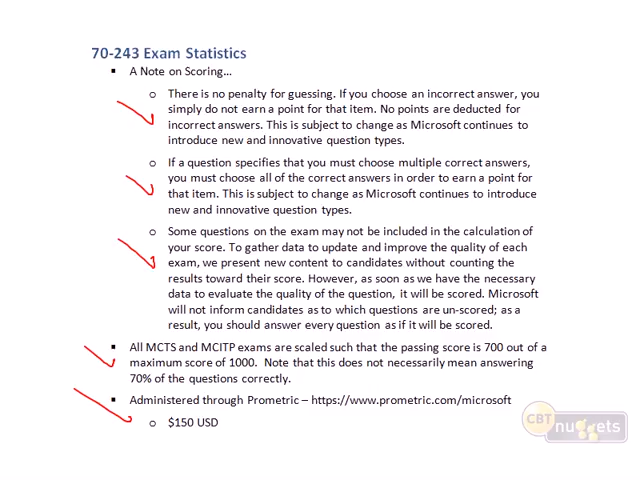 70-243 Exam Statistics
▪ A Note on Scoring...
o There is no penalty for guessing. If you choose an incorrect answer, you
simply do not earn a point for that item. No points are deducted for
incorrect answers. This is subject to change as Microsoft continues to
introduce new and innovative question types.
o If a question specifies that you must choose multiple correct answers,
you must choose all of the correct answers in order to earn a point for
that item. This is subject to change as Microsoft continues to introduce
new and innovative question types.
o Some questions on the exam may not be included in the calculation of
your score. To gather data to update and improve the quality of each
exam, we present new content to candidates without counting the
results toward their score. However, as soon as we have the necessary
data to evaluate the quality of the question, it will be scored. Microsoft
will not inform candidates as to which questions are un-scored; as a
result, you should answer every question as if it will be scored.
▪ All MCTS and MCITP exams are scaled such that the passing score is 700 out of a
maximum score of 1000.  Note that this does not necessarily mean answering
70% of the questions correctly.
▪ Administered through Prometric – https://www.prometric.com/microsoft
o $150 USD
CBT
nuggets